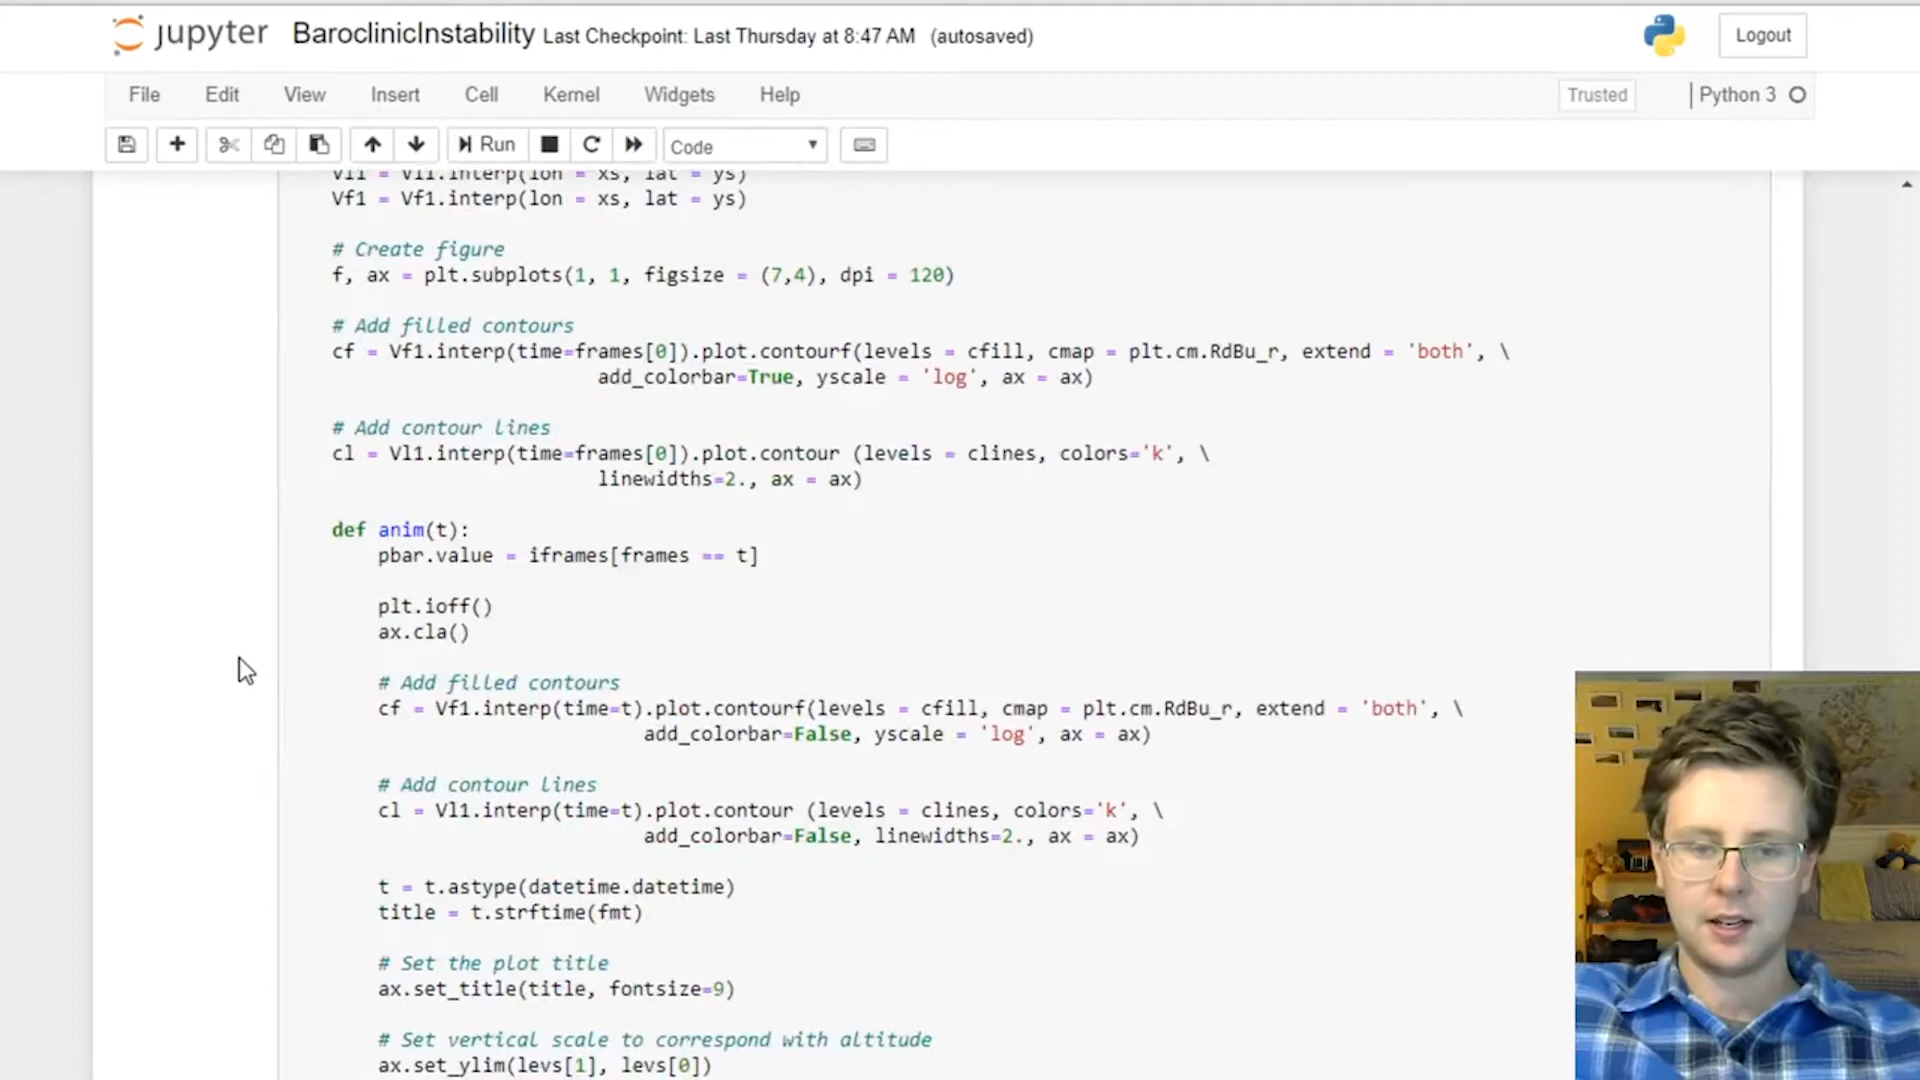 jupyter BaroclinicInstability Last Checkpoint: Last Thursday at 8:47 AM (autosaved) Logout
File Edit View Insert Cell Kernel Widgets Help Trusted Python 3
Run Code
Vl1 = Vl1.interp(lon = xs, lat = ys)
Vf1 = Vf1.interp(lon = xs, lat = ys)
# Create figure
f, ax = plt.subplots(1, 1, figsize = (7,4), dpi = 120)
# Add filled contours
cf = Vf1.interp(time=frames[0]).plot.contourf(levels = cfill, cmap = plt.cm.RdBu_r, extend = 'both', \
add_colorbar=True, yscale = 'log', ax = ax)
# Add contour lines
cl = Vl1.interp(time=frames[0]).plot.contour (levels = clines, colors='k', \
linewidths=2., ax = ax)
def anim(t):
pbar.value = iframes[frames == t]
plt.ioff()
ax.cla()
# Add filled contours
cf = Vf1.interp(time=t).plot.contourf(levels = cfill, cmap = plt.cm.RdBu_r, extend = 'both', \
add_colorbar=False, yscale = 'log', ax = ax)
# Add contour lines
cl = Vl1.interp(time=t).plot.contour (levels = clines, colors='k', \
add_colorbar=False, linewidths=2., ax = ax)
t = t.astype(datetime.datetime)
title = t.strftime(fmt)
# Set the plot title
ax.set_title(title, fontsize=9)
# Set vertical scale to correspond with altitude
ax.set_ylim(levs[1], levs[0])